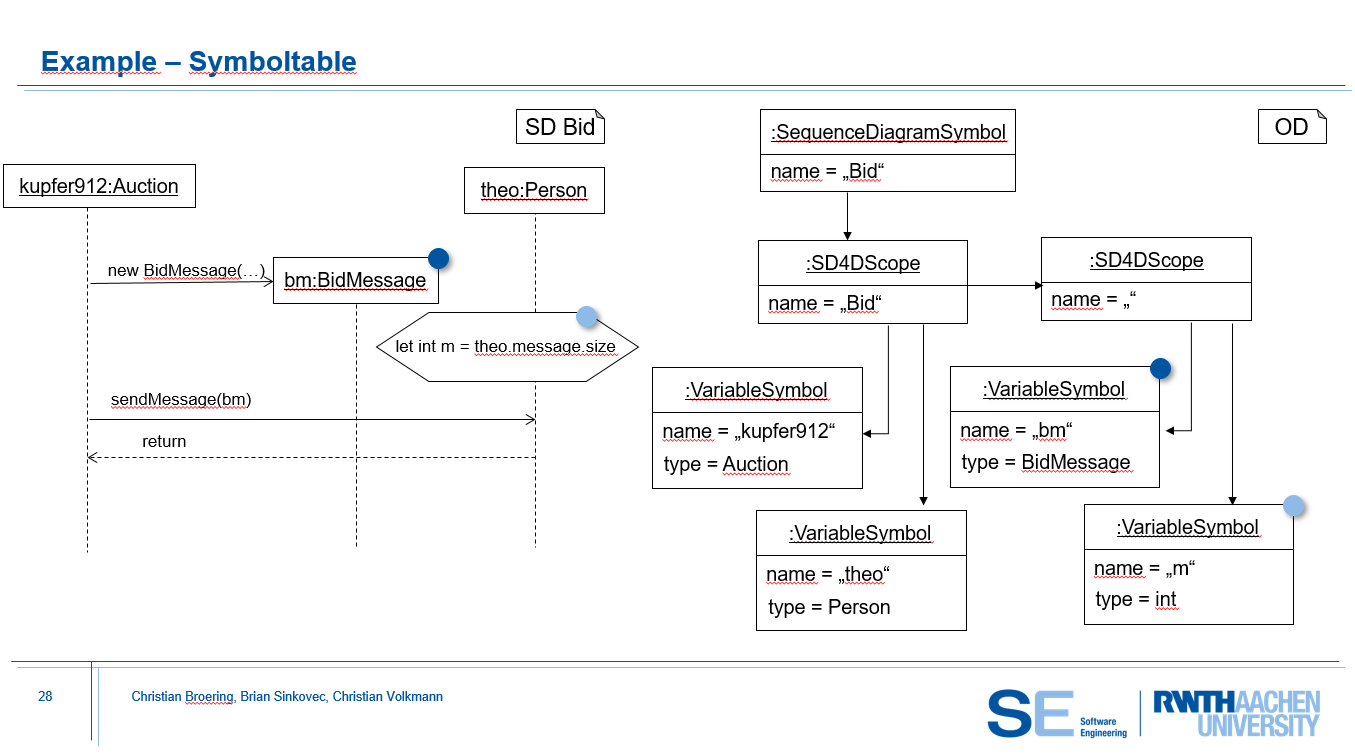 Example – Symboltable
SD Bid
OD
kupfer912:Auction
theo:Person
new BidMessage(…)
bm:BidMessage
let int m = theo.message.size
sendMessage(bm)
return
:SequenceDiagramSymbol
name = „Bid“
:SD4DScope
name = „Bid“
:SD4DScope
name = „“
:VariableSymbol
name = „kupfer912“
type = Auction
:VariableSymbol
name = „bm“
type = BidMessage
:VariableSymbol
name = „theo“
type = Person
:VariableSymbol
name = „m“
type = int
28
Christian Broering, Brian Sinkovec, Christian Volkmann
SE Software
Engineering
RWTHAACHEN
UNIVERSITY